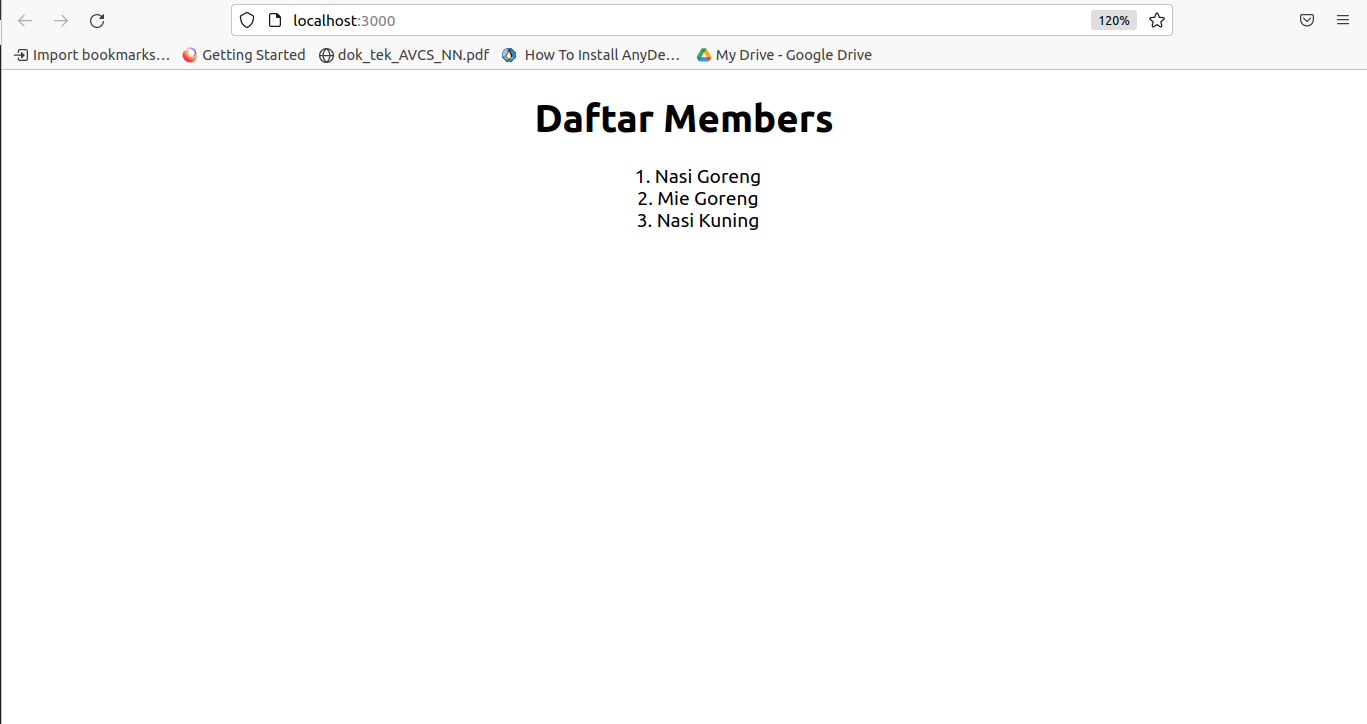 localhost:3000
120%
Import bookmarks… Getting Started dok_tek_AVCS_NN.pdf How To Install AnyDe… My Drive - Google Drive
Daftar Members
1. Nasi Goreng
2. Mie Goreng
3. Nasi Kuning